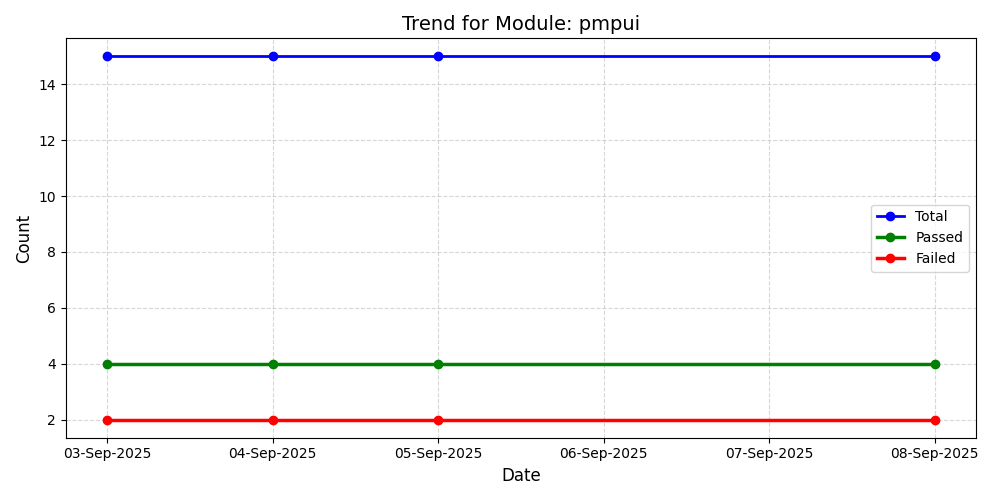 Trend for Module: pmpui
Count
14
12
10
8
6
4
2
Total
Passed
Failed
03-Sep-2025 04-Sep-2025 05-Sep-2025 06-Sep-2025 07-Sep-2025 08-Sep-2025
Date